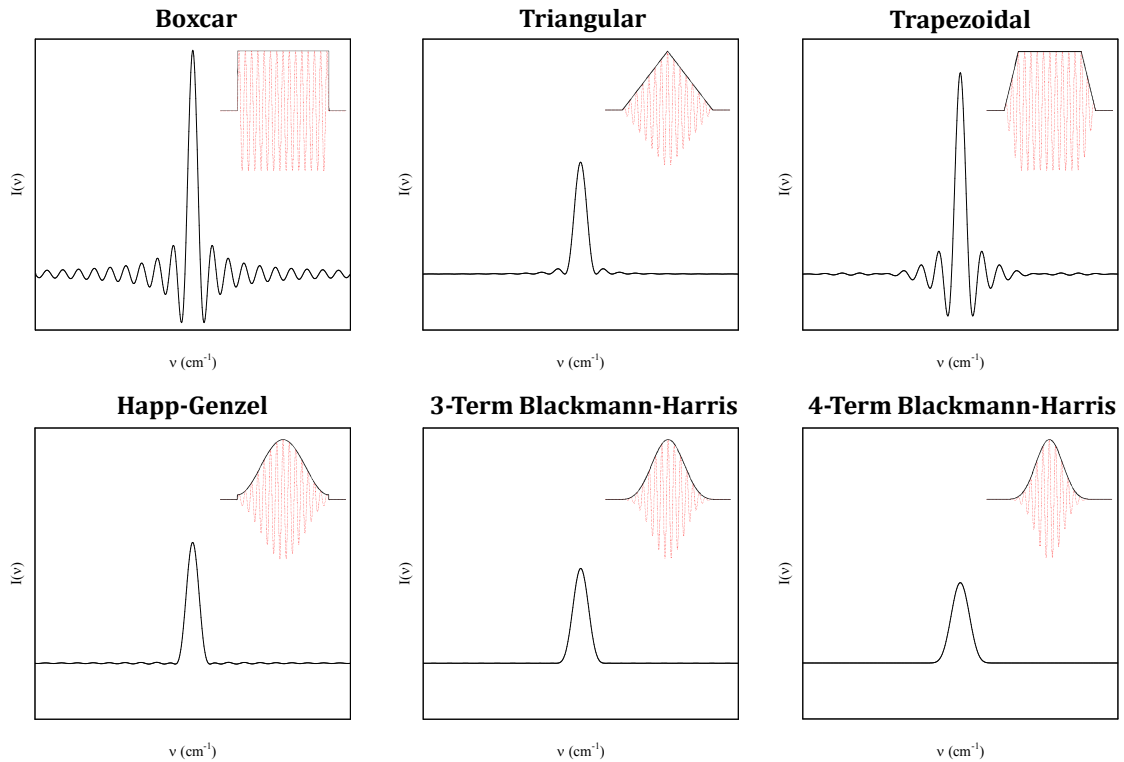 Boxcar
Triangular
Trapezoidal
I(ν)
I(ν)
I(ν)
ν (cm⁻¹)
ν (cm⁻¹)
ν (cm⁻¹)
Happ-Genzel
3-Term Blackmann-Harris
4-Term Blackmann-Harris
I(ν)
I(ν)
I(ν)
ν (cm⁻¹)
ν (cm⁻¹)
ν (cm⁻¹)